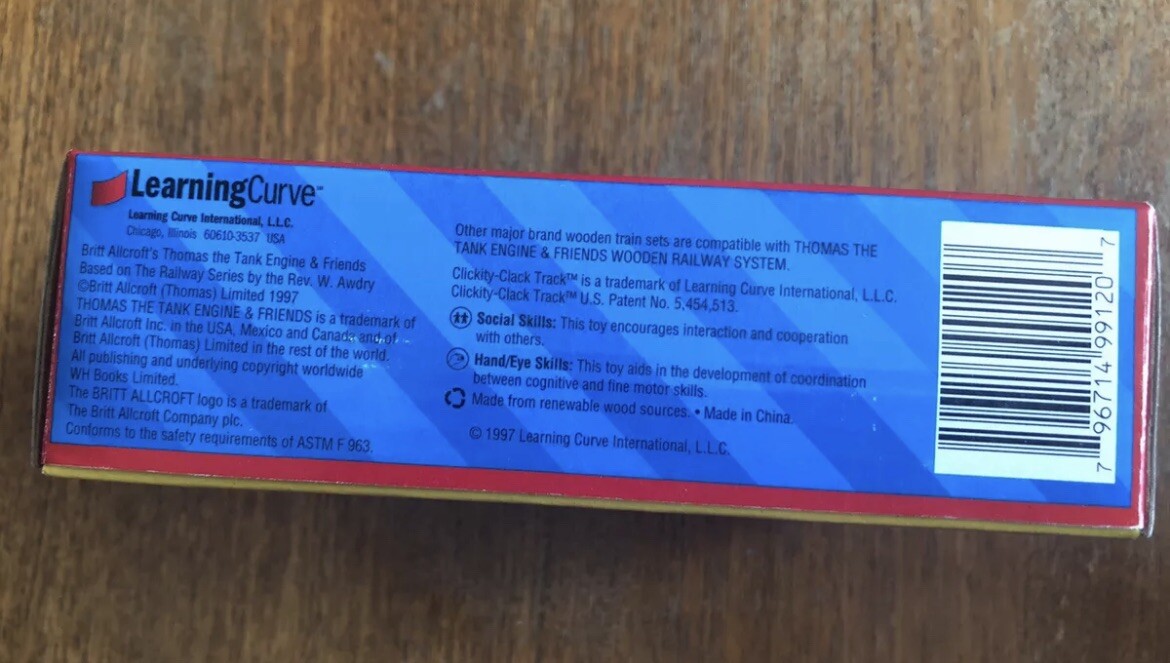 LearningCurve™
Learning Curve International, L.L.C.
Chicago, Illinois 60610-3537 USA
Britt Allcroft's Thomas the Tank Engine & Friends
Based on The Railway Series by the Rev. W. Awdry
©Britt Allcroft (Thomas) Limited 1997
THOMAS THE TANK ENGINE & FRIENDS is a trademark of
Britt Allcroft Inc. in the USA, Mexico and Canada and of
Britt Allcroft (Thomas) Limited in the rest of the world.
All publishing and underlying copyright worldwide
WH Books Limited.
The BRITT ALLCROFT logo is a trademark of
The Britt Allcroft Company plc.
Conforms to the safety requirements of ASTM F 963.
Other major brand wooden train sets are compatible with THOMAS THE
TANK ENGINE & FRIENDS WOODEN RAILWAY SYSTEM.
Clickity-Clack Track™ is a trademark of Learning Curve International, L.L.C.
Clickity-Clack Track™ U.S. Patent No. 5,454,513.
Social Skills: This toy encourages interaction and cooperation
with others.
Hand/Eye Skills: This toy aids in the development of coordination
between cognitive and fine motor skills.
Made from renewable wood sources. • Made in China.
© 1997 Learning Curve International, L.L.C.
7 96714 99120 7